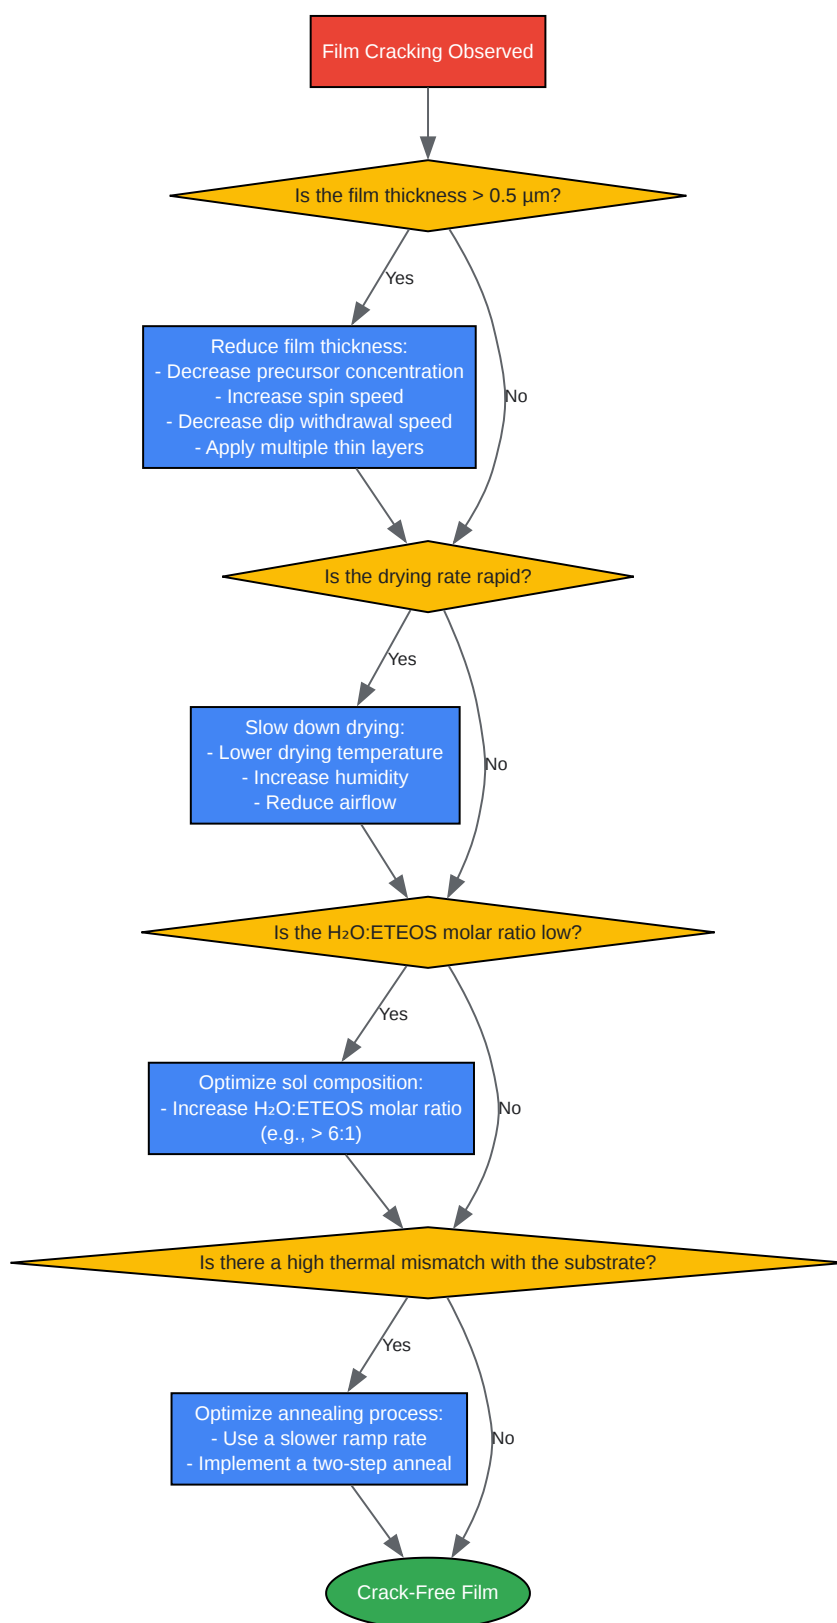 Film Cracking Observed
Is the film thickness > 0.5 µm?
Yes
Reduce film thickness:
- Decrease precursor concentration
- Increase spin speed
- Decrease dip withdrawal speed
- Apply multiple thin layers
No
Is the drying rate rapid?
Yes
Slow down drying:
- Lower drying temperature
- Increase humidity
- Reduce airflow
No
Is the H₂O:ETEOS molar ratio low?
Yes
Optimize sol composition:
- Increase H₂O:ETEOS molar ratio
(e.g., > 6:1)
No
Is there a high thermal mismatch with the substrate?
Yes
Optimize annealing process:
- Use a slower ramp rate
- Implement a two-step anneal
No
Crack-Free Film